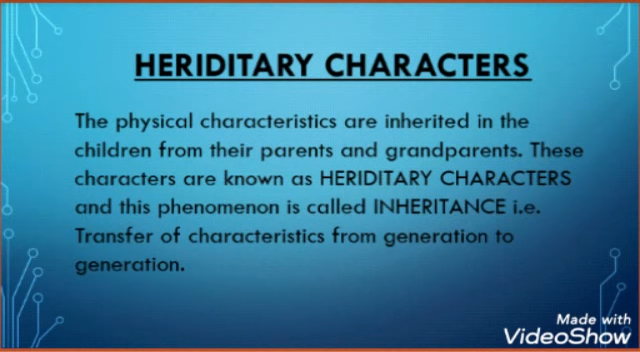 HERIDITARY CHARACTERS
The physical characteristics are inherited in the
children from their parents and grandparents. These
characters are known as HERIDITARY CHARACTERS
and this phenomenon is called INHERITANCE i.e.
Transfer of characteristics from generation to
generation.
Made with
VideoShow